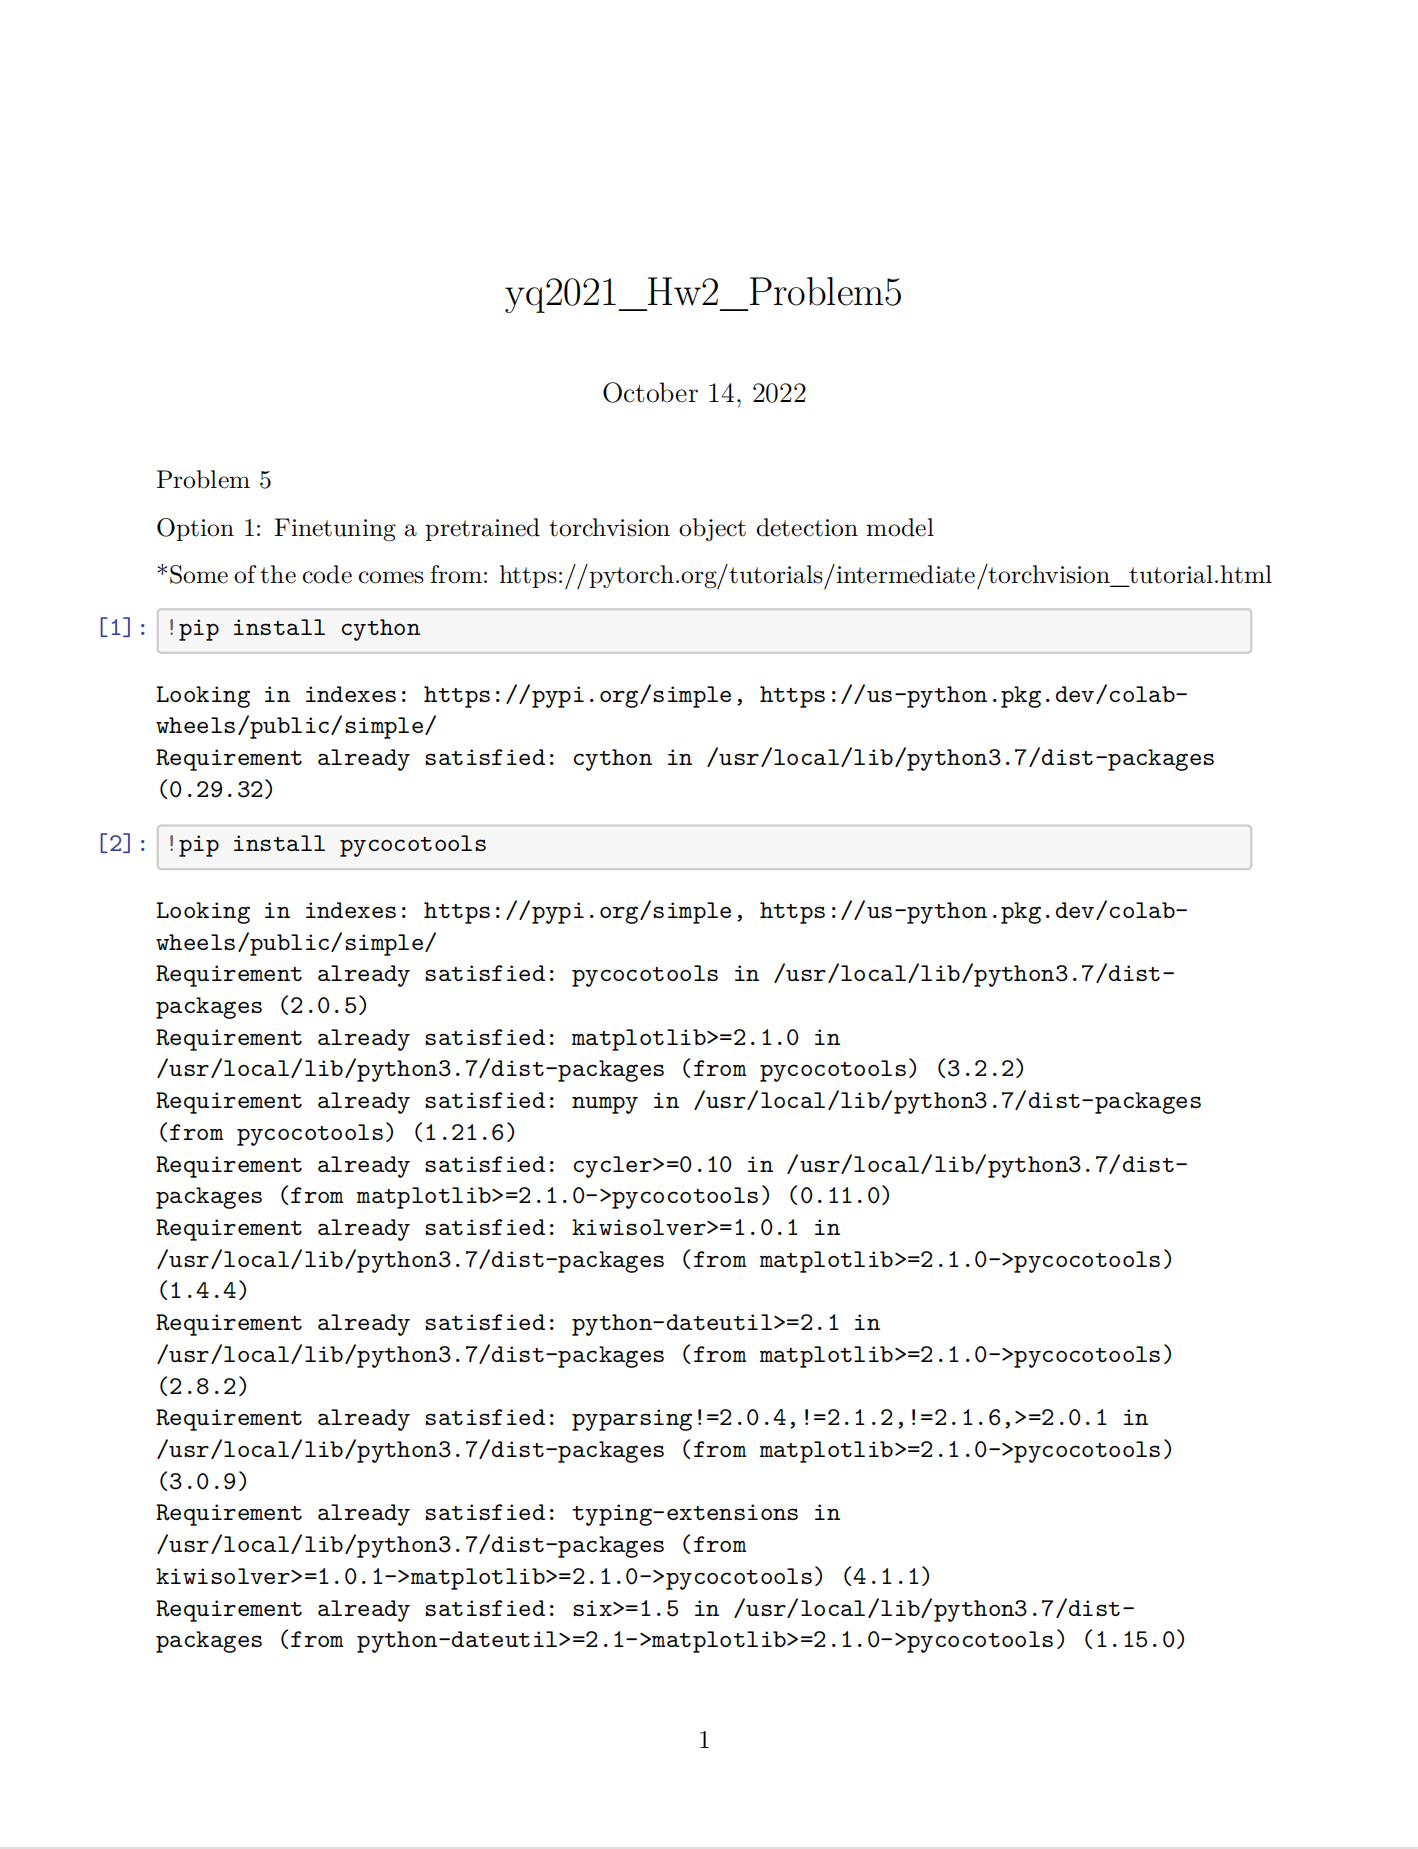 yq2021_Hw2_Problem5
October 14, 2022
Problem 5
Option 1: Finetuning a pretrained torchvision object detection model
*Some of the code comes from: https://pytorch.org/tutorials/intermediate/torchvision_tutorial.html
[1]: !pip install cython
Looking in indexes: https://pypi.org/simple, https://us-python.pkg.dev/colab-
wheels/public/simple/
Requirement already satisfied: cython in /usr/local/lib/python3.7/dist-packages
(0.29.32)
[2]: !pip install pycocotools
Looking in indexes: https://pypi.org/simple, https://us-python.pkg.dev/colab-
wheels/public/simple/
Requirement already satisfied: pycocotools in /usr/local/lib/python3.7/dist-
packages (2.0.5)
Requirement already satisfied: matplotlib>=2.1.0 in
/usr/local/lib/python3.7/dist-packages (from pycocotools) (3.2.2)
Requirement already satisfied: numpy in /usr/local/lib/python3.7/dist-packages
(from pycocotools) (1.21.6)
Requirement already satisfied: cycler>=0.10 in /usr/local/lib/python3.7/dist-
packages (from matplotlib>=2.1.0->pycocotools) (0.11.0)
Requirement already satisfied: kiwisolver>=1.0.1 in
/usr/local/lib/python3.7/dist-packages (from matplotlib>=2.1.0->pycocotools)
(1.4.4)
Requirement already satisfied: python-dateutil>=2.1 in
/usr/local/lib/python3.7/dist-packages (from matplotlib>=2.1.0->pycocotools)
(2.8.2)
Requirement already satisfied: pyparsing!=2.0.4,!=2.1.2,!=2.1.6,>=2.0.1 in
/usr/local/lib/python3.7/dist-packages (from matplotlib>=2.1.0->pycocotools)
(3.0.9)
Requirement already satisfied: typing-extensions in
/usr/local/lib/python3.7/dist-packages (from
kiwisolver>=1.0.1->matplotlib>=2.1.0->pycocotools) (4.1.1)
Requirement already satisfied: six>=1.5 in /usr/local/lib/python3.7/dist-
packages (from python-dateutil>=2.1->matplotlib>=2.1.0->pycocotools) (1.15.0)
1